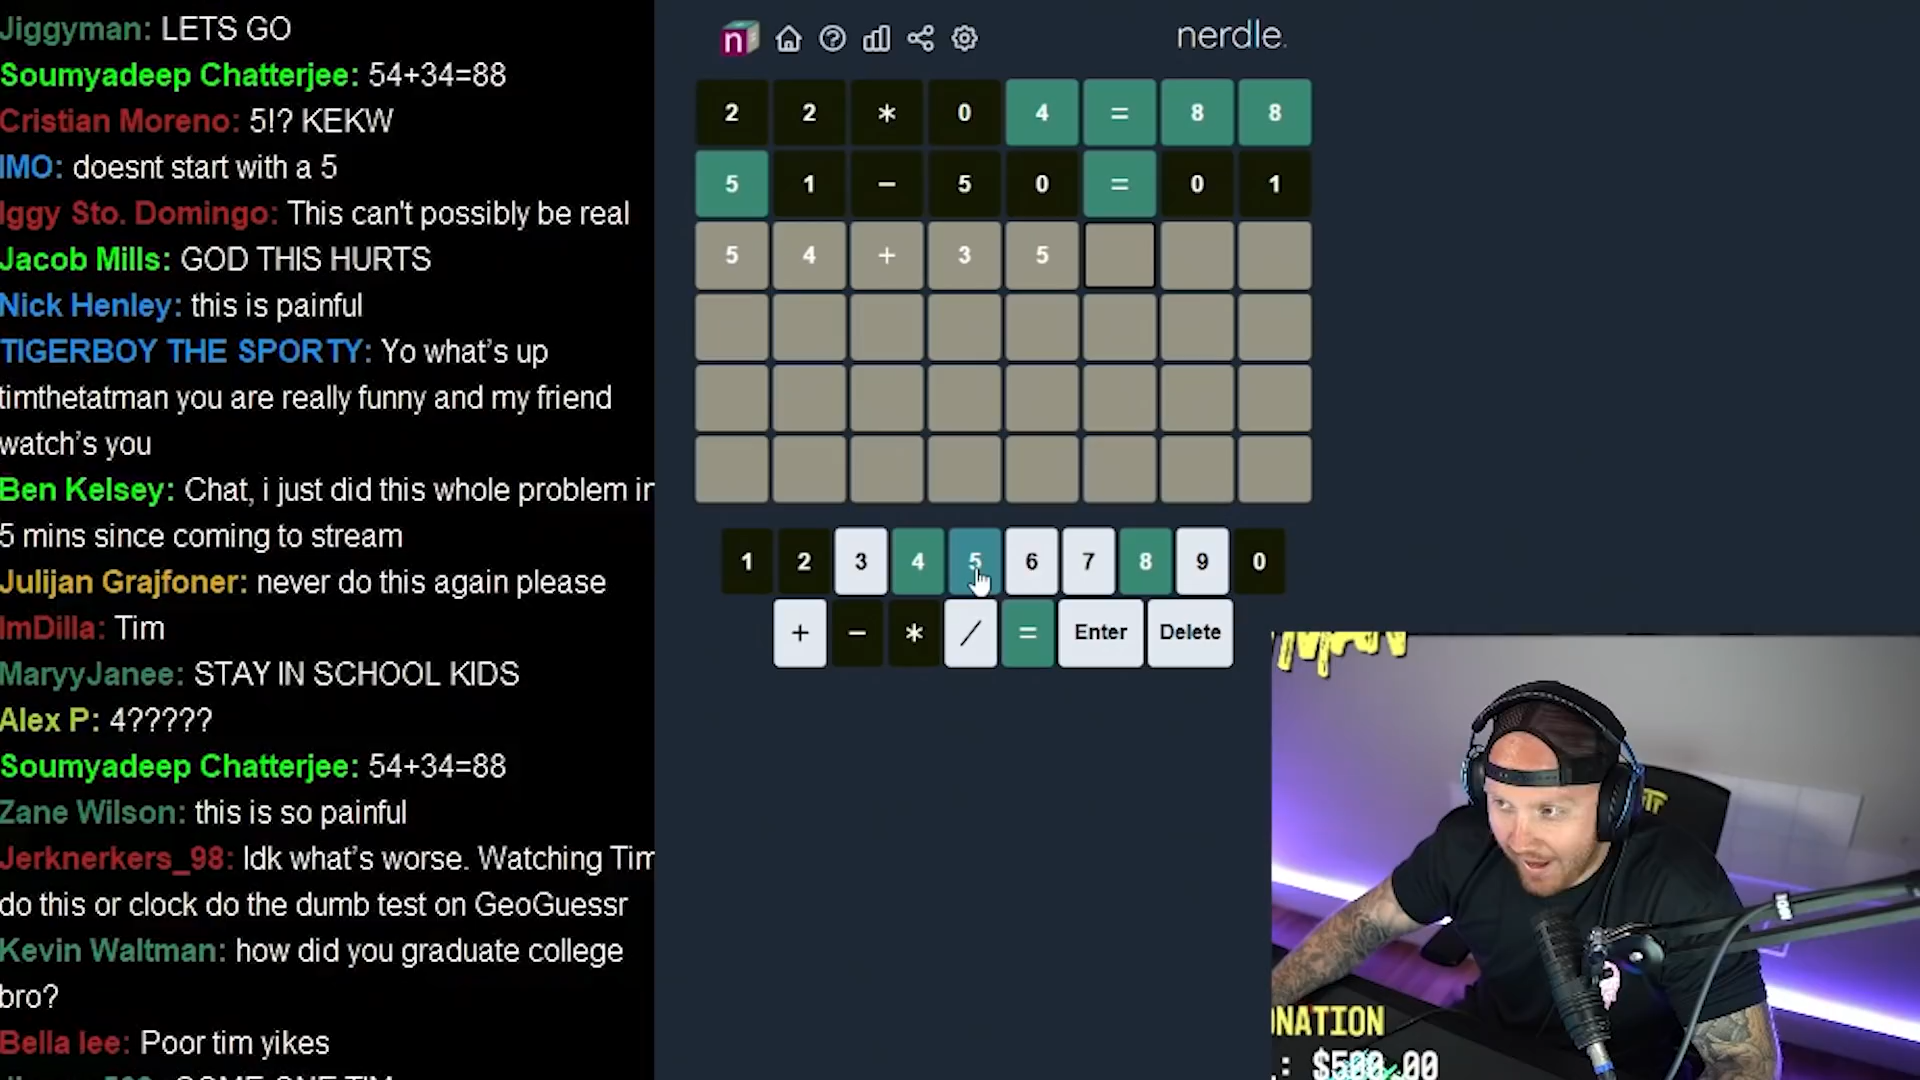 Jiggyman: LETS GO
Soumyadeep Chatterjee: 54+34=88
Cristian Moreno: 5!? KEKW
IMO: doesnt start with a 5
Iggy Sto. Domingo: This can't possibly be real
Jacob Mills: GOD THIS HURTS
Nick Henley: this is painful
TIGERBOY THE SPORTY: Yo what's up
timthetatman you are really funny and my friend
watch's you
Ben Kelsey: Chat, i just did this whole problem in
5 mins since coming to stream
Julijan Grajfoner: never do this again please
ImDilla: Tim
MaryyJanee: STAY IN SCHOOL KIDS
Alex P: 4?????
Soumyadeep Chatterjee: 54+34=88
Zane Wilson: this is so painful
Jerknerkers_98: Idk what's worse. Watching Tim
do this or clock do the dumb test on GeoGuessr
Kevin Waltman: how did you graduate college
bro?
Bella lee: Poor tim yikes
n nerdle.
2 2 * 0 4 = 8 8
5 1 - 5 0 = 0 1
5 4 + 3 5
1 2 3 4 5 6 7 8 9 0
+ - * / = Enter Delete
$500.00